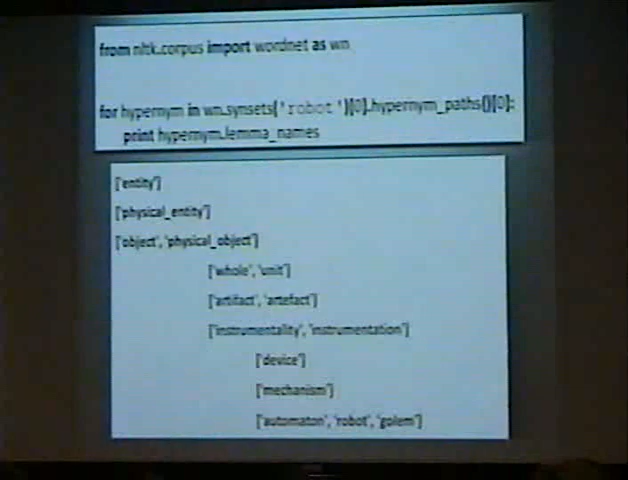 from nltk.corpus import wordnet as wn
for hypernym in wn.synsets('robot')[0].hypernym_paths()[0]:
print hypernym.lemma_names
['entity']
['physical_entity']
['object', 'physical_object']
['whole', 'unit']
['artifact', 'artefact']
['instrumentality', 'instrumentation']
['device']
['mechanism']
['automaton', 'robot', 'golem']